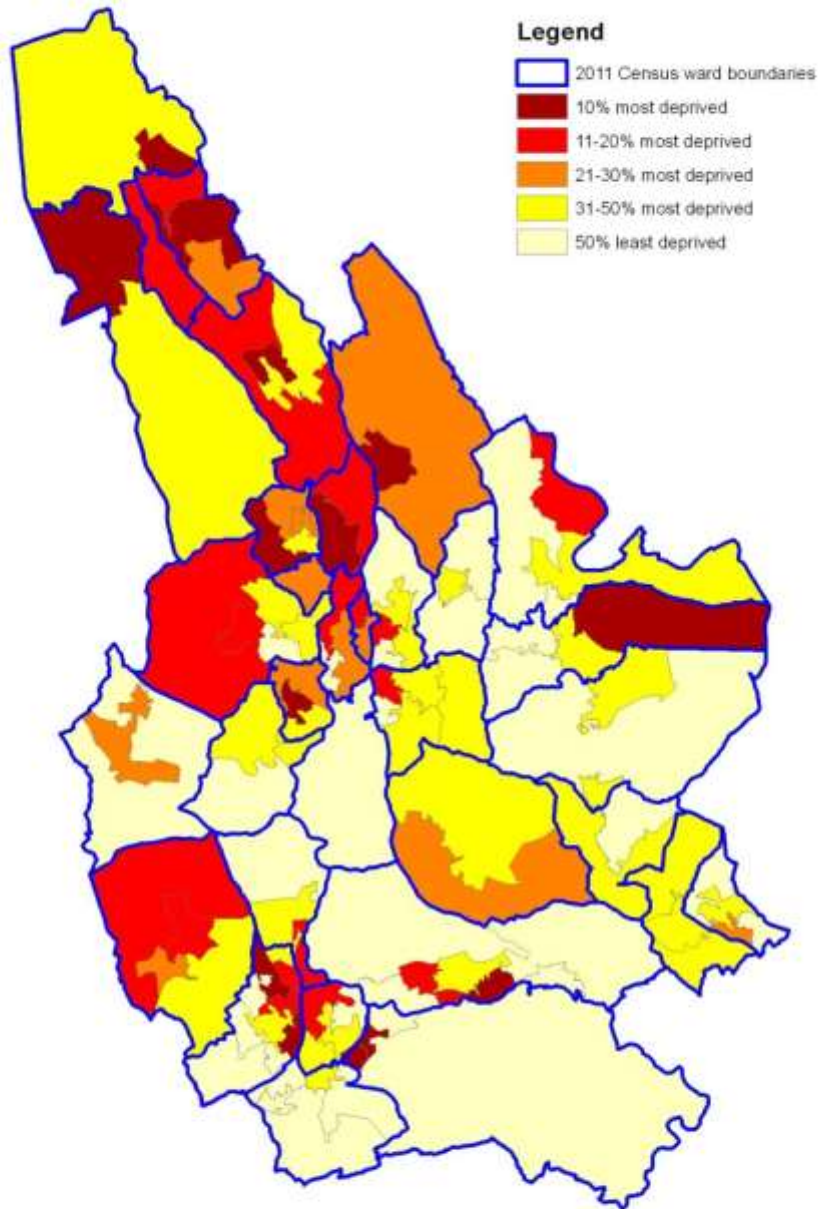 Legend
2011 Census ward boundaries
10% most deprived
11-20% most deprived
21-30% most deprived
31-50% most deprived
50% least deprived